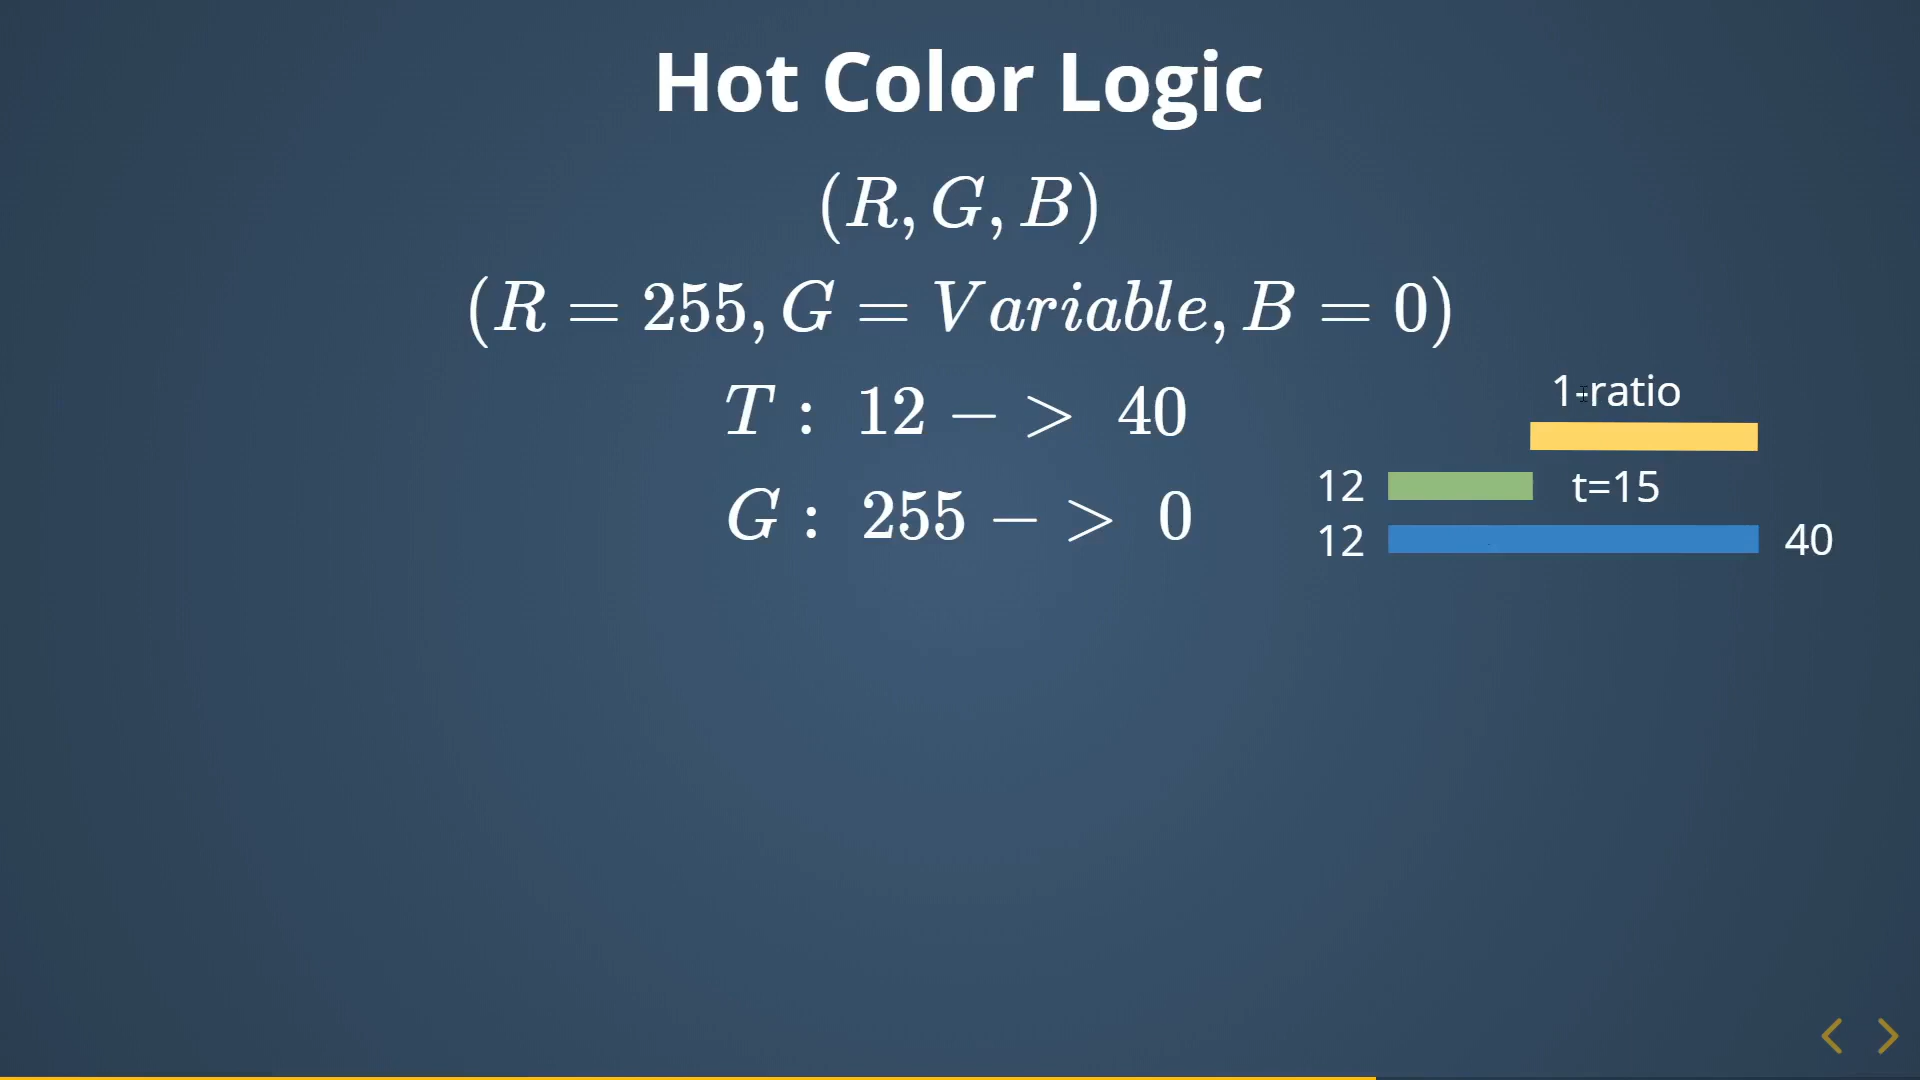 Hot Color Logic
(R, G, B)
(R = 255, G = Variable, B = 0)
T : 12 − > 40
G : 255 − > 0
1-ratio
12 t=15
12 40